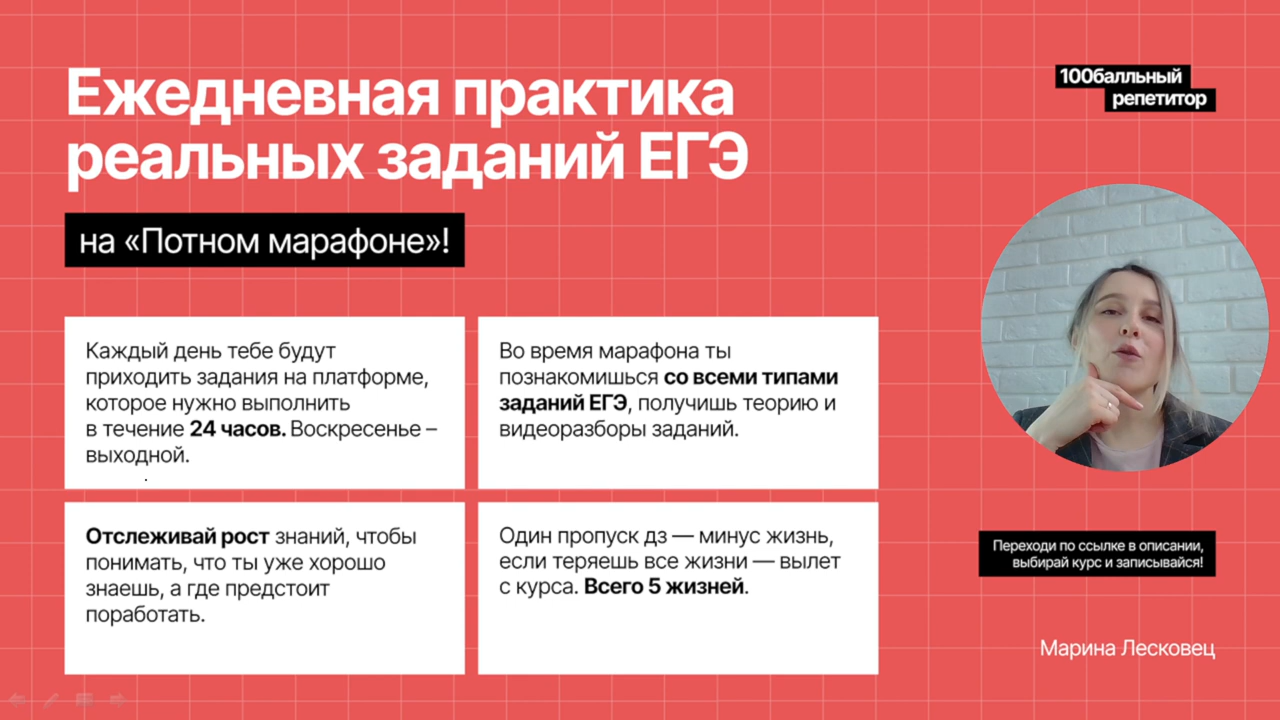 Ежедневная практика
реальных заданий ЕГЭ
на «Потном марафоне»!
100балльный
репетитор
Каждый день тебе будут
приходить задания на платформе,
которое нужно выполнить
в течение 24 часов. Воскресенье –
выходной.
.
Во время марафона ты
познакомишься со всеми типами
заданий ЕГЭ, получишь теорию и
видеоразборы заданий.
Отслеживай рост знаний, чтобы
понимать, что ты уже хорошо
знаешь, а где предстоит
поработать.
Один пропуск дз — минус жизнь,
если теряешь все жизни — вылет
с курса. Всего 5 жизней.
Переходи по ссылке в описании,
выбирай курс и записывайся!
Марина Лесковец